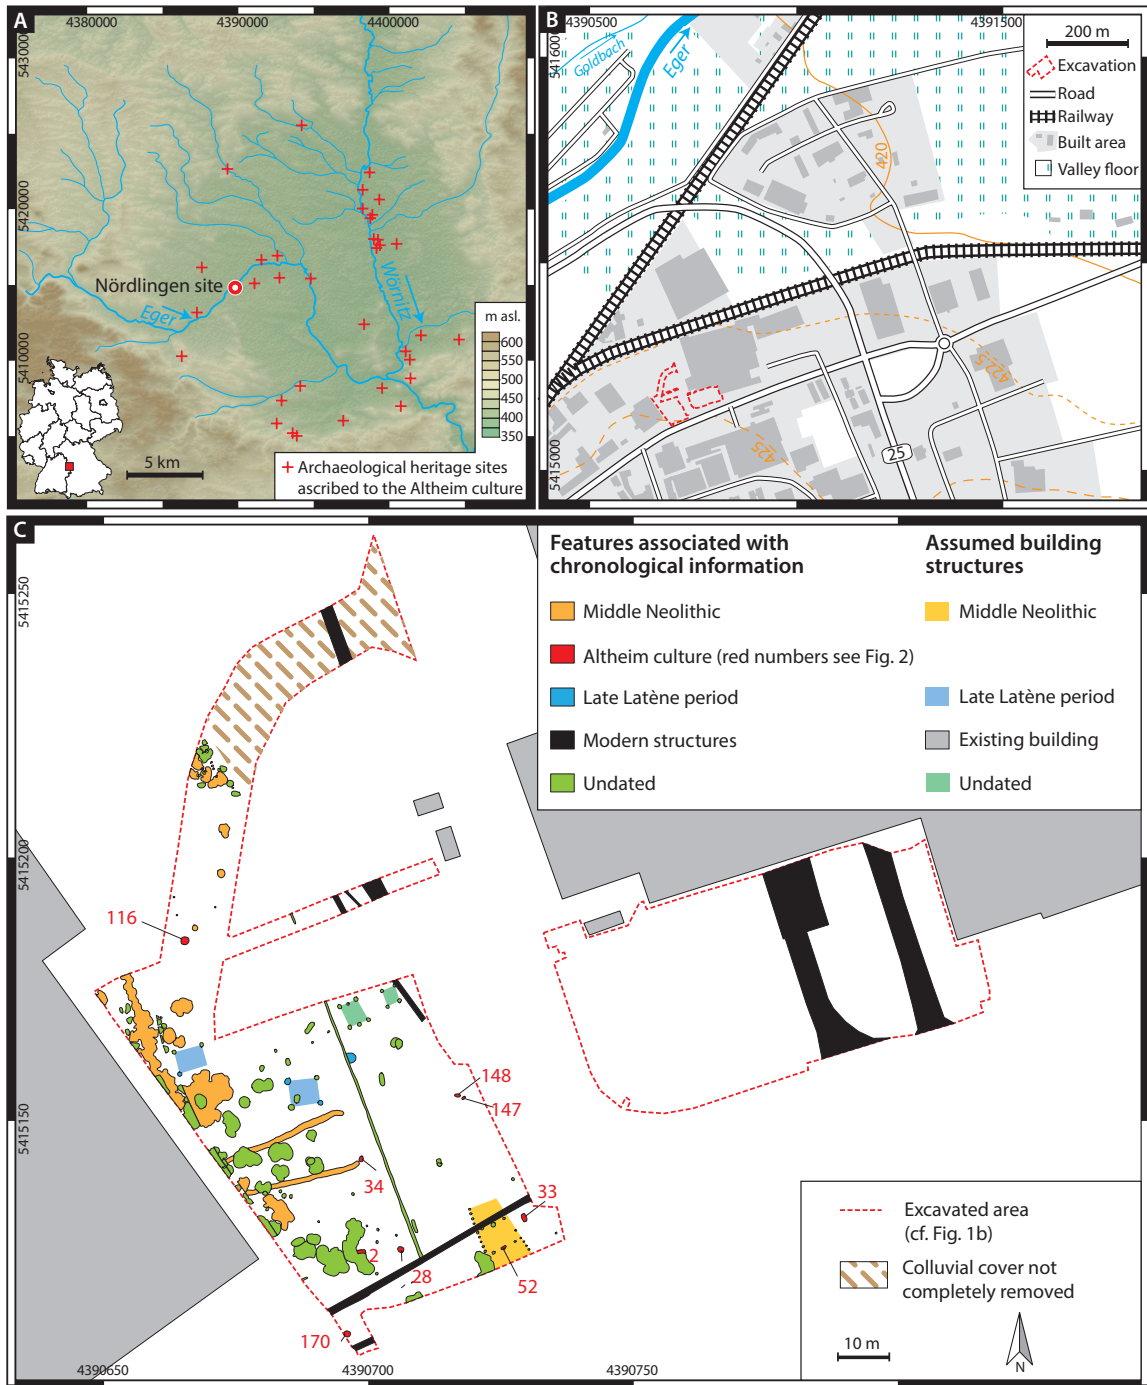 A
4380000
4390000
4400000
5430000
5420000
5410000
Nördlingen site
Eger
Wörnitz
m asl.
600
550
500
450
400
350
5 km
Archaeological heritage sites
ascribed to the Altheim culture
B
4390500
4391500
5411600
5415000
Goldbach
Eger
420
422.5
425
25
200 m
Excavation
Road
Railway
Built area
Valley floor
C
5415250
5415200
5415150
4390650
4390700
4390750
Features associated with
chronological information
Middle Neolithic
Altheim culture (red numbers see Fig. 2)
Late Latène period
Modern structures
Undated
Assumed building
structures
Middle Neolithic
Late Latène period
Existing building
Undated
116
148
147
34
33
2
28
52
170
Excavated area
(cf. Fig. 1b)
Colluvial cover not
completely removed
10 m
N